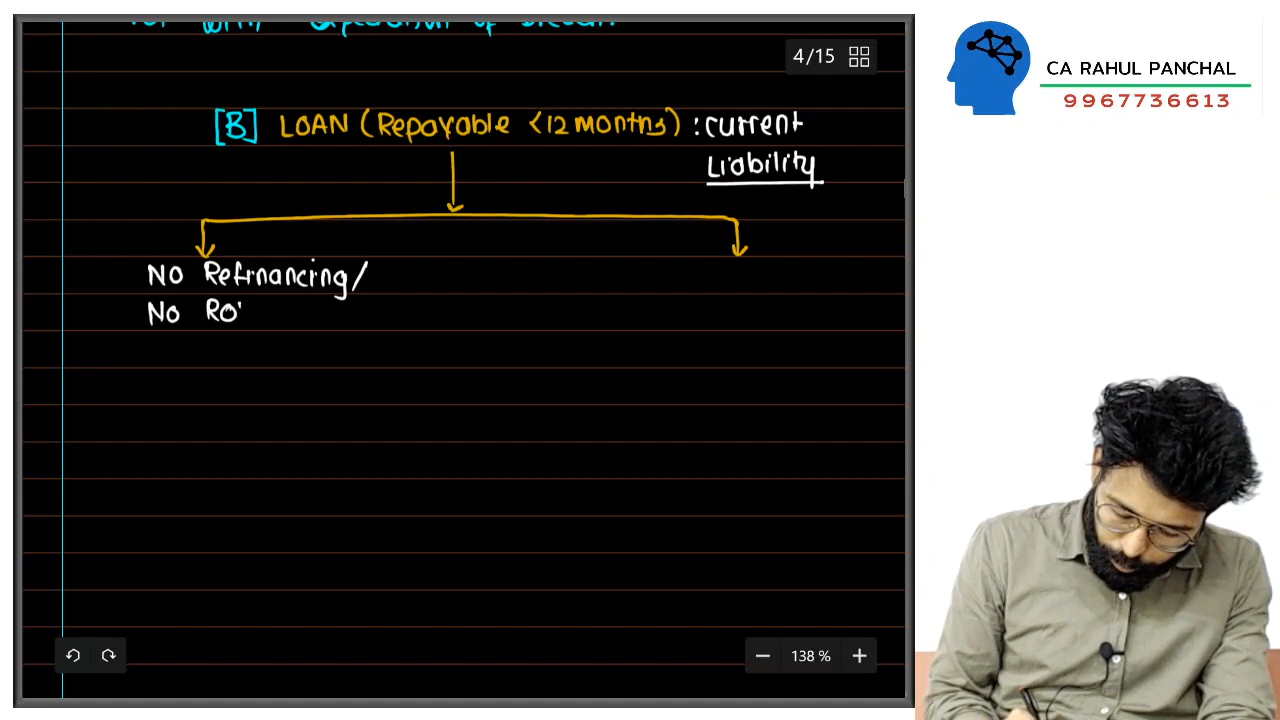 4/15
CA RAHUL PANCHAL
9967736613
[B] LOAN (Repayable <12 months) : current
Liability
NO Refinancing/
NO RO
138 %